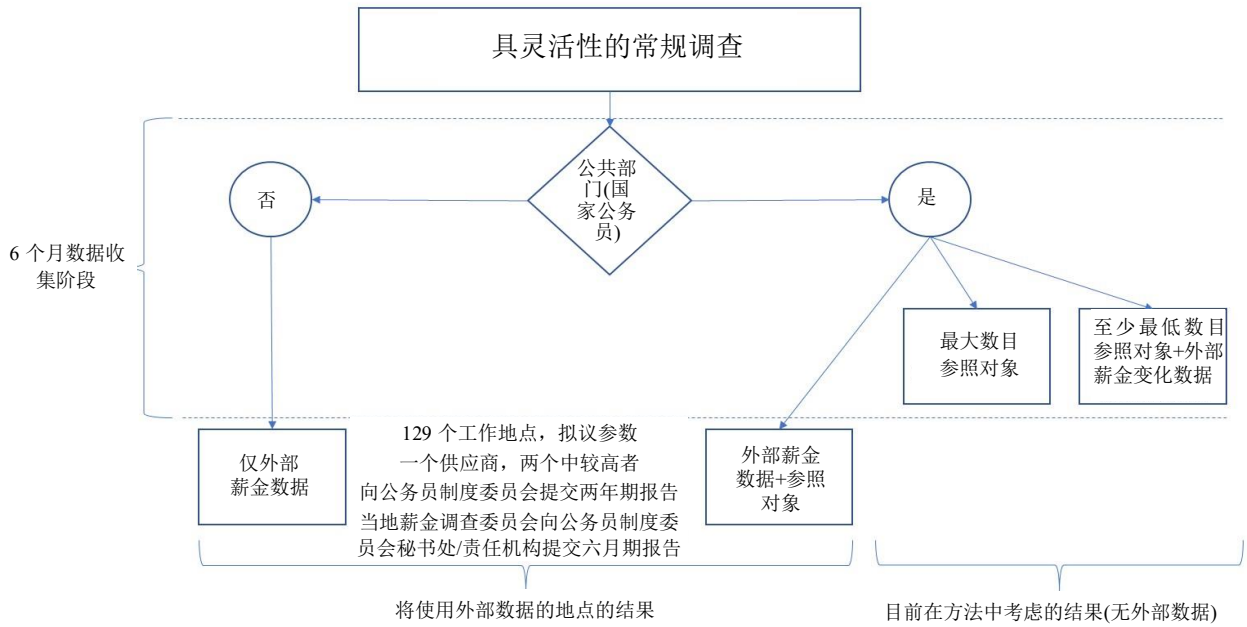 具灵活性的常规调查
公共部
门(国
家公务
员)
否
是
6 个月数据收
集阶段
最大数目
参照对象
至少最低数目
参照对象+外部
薪金变化数据
仅外部
薪金数据
129 个工作地点，拟议参数
一个供应商，两个中较高者
向公务员制度委员会提交两年期报告
当地薪金调查委员会向公务员制度委
员会秘书处/责任机构提交六月期报告
外部薪金
数据+参照
对象
将使用外部数据的地点的结果
目前在方法中考虑的结果(无外部数据)